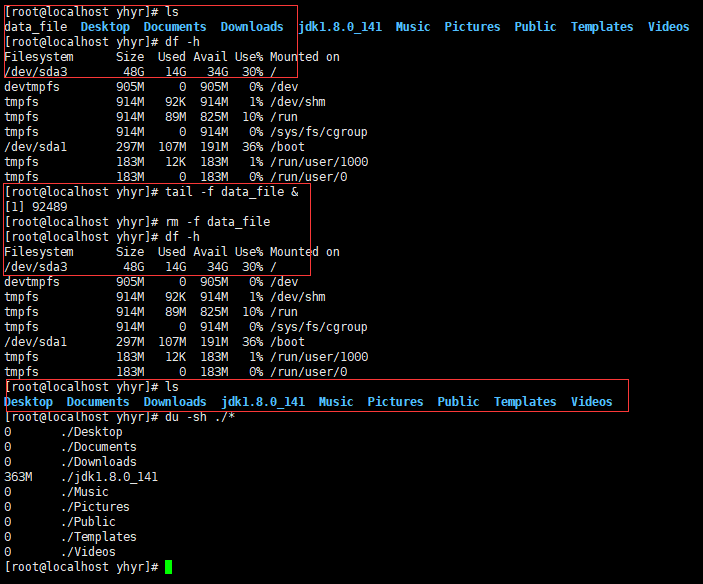 [root@localhost yhyr]# ls
data_file  Desktop  Documents  Downloads  jdk1.8.0_141  Music  Pictures  Public  Templates  Videos
[root@localhost yhyr]# df -h
Filesystem      Size  Used Avail Use% Mounted on
/dev/sda3        48G   14G   34G  30% /
devtmpfs        905M     0  905M   0% /dev
tmpfs           914M   92K  914M   1% /dev/shm
tmpfs           914M   89M  825M  10% /run
tmpfs           914M     0  914M   0% /sys/fs/cgroup
/dev/sda1       297M  107M  191M  36% /boot
tmpfs           183M   12K  183M   1% /run/user/1000
tmpfs           183M     0  183M   0% /run/user/0
[root@localhost yhyr]# tail -f data_file &
[1] 92489
[root@localhost yhyr]# rm -f data_file
[root@localhost yhyr]# df -h
Filesystem      Size  Used Avail Use% Mounted on
/dev/sda3        48G   14G   34G  30% /
devtmpfs        905M     0  905M   0% /dev
tmpfs           914M   92K  914M   1% /dev/shm
tmpfs           914M   89M  825M  10% /run
tmpfs           914M     0  914M   0% /sys/fs/cgroup
/dev/sda1       297M  107M  191M  36% /boot
tmpfs           183M   12K  183M   1% /run/user/1000
tmpfs           183M     0  183M   0% /run/user/0
[root@localhost yhyr]# ls
Desktop  Documents  Downloads  jdk1.8.0_141  Music  Pictures  Public  Templates  Videos
[root@localhost yhyr]# du -sh ./*
0       ./Desktop
0       ./Documents
0       ./Downloads
363M    ./jdk1.8.0_141
0       ./Music
0       ./Pictures
0       ./Public
0       ./Templates
0       ./Videos
[root@localhost yhyr]#